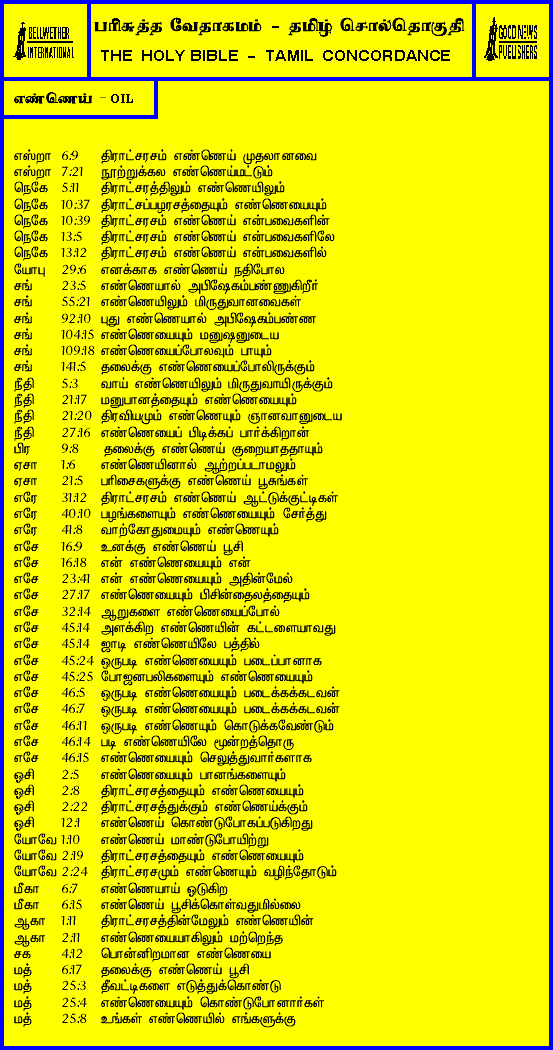 BELLWETHER
INTERNATIONAL
பரிசுத்த வேதாகமம் - தமிழ் சொல்தொகுதி
THE HOLY BIBLE - TAMIL CONCORDANCE
GOOD NEWS
PUBLISHERS
எண்ணெய் - OIL
எஸ்றா 6:9 திராட்சரசம் எண்ணெய் முதலானவை
எஸ்றா 7:21 நூற்றுக்கல எண்ணெய்மட்டும்
நெகே 5:11 திராட்சரத்திலும் எண்ணெயிலும்
நெகே 10:37 திராட்சப்பழரசத்தையும் எண்ணெயையும்
நெகே 10:39 திராட்சரசம் எண்ணெய் என்பவைகளின்
நெகே 13:5 திராட்சரசம் எண்ணெய் என்பவைகளிலே
நெகே 13:12 திராட்சரசம் எண்ணெய் என்பவைகளில்
யோபு 29:6 எனக்காக எண்ணெய் நதிபோல
சங் 23:5 எண்ணெயால் அபிஷேகம்பண்ணுகிறீர்
சங் 55:21 எண்ணெயிலும் மிருதுவானவைகள்
சங் 92:10 புது எண்ணெயால் அபிஷேகம்பண்ண
சங் 104:15 எண்ணெயையும் மனுஷனுடைய
சங் 109:18 எண்ணெயைப்போலவும் பாயும்
சங் 141:5 தலைக்கு எண்ணெயைப்போலிருக்கும்
நீதி 5:3 வாய் எண்ணெயிலும் மிருதுவாயிருக்கும்
நீதி 21:17 மனுபானத்தையும் எண்ணெயையும்
நீதி 21:20 திரவியமும் எண்ணெயும் ஞானவானுடைய
நீதி 27:16 எண்ணெயைப் பிடிக்கப் பார்க்கிறான்
பிர 9:8 தலைக்கு எண்ணெய் குறையாததாயும்
ஏசா 1:6 எண்ணெயினால் ஆற்றப்படாமலும்
ஏசா 21:5 பரிசைகளுக்கு எண்ணெய் பூசுங்கள்
எரே 31:12 திராட்சரசம் எண்ணெய் ஆட்டுக்குட்டிகள்
எரே 40:10 பழங்களையும் எண்ணெயையும் சேர்த்து
எரே 41:8 வாற்கோதுமையும் எண்ணெயும்
எசே 16:9 உனக்கு எண்ணெய் பூசி
எசே 16:18 என் எண்ணெயையும் என்
எசே 23:41 என் எண்ணெயையும் அதின்மேல்
எசே 27:17 எண்ணெயையும் பிசின்தைலத்தையும்
எசே 32:14 ஆறுகளை எண்ணெயைப்போல்
எசே 45:14 அளக்கிற எண்ணெயின் கட்டளையாவது
எசே 45:14 ஜாடி எண்ணெயிலே பத்தில்
எசே 45:24 ஒருபடி எண்ணெயையும் படைப்பானாக
எசே 45:25 போஜனபலிகளையும் எண்ணெயையும்
எசே 46:5 ஒருபடி எண்ணெயையும் படைக்கக்கடவன்
எசே 46:7 ஒருபடி எண்ணெயையும் படைக்கக்கடவன்
எசே 46:11 ஒருபடி எண்ணெயும் கொடுக்கவேண்டும்
எசே 46:14 படி எண்ணெயிலே மூன்றத்தொரு
எசே 46:15 எண்ணெயையும் செலுத்துவார்களாக
ஓசி 2:5 எண்ணெயையும் பானங்களையும்
ஓசி 2:8 திராட்சரசத்தையும் எண்ணெயையும்
ஓசி 2:22 திராட்சரசத்துக்கும் எண்ணெய்க்கும்
ஓசி 12:1 எண்ணெய் கொண்டுபோகப்படுகிறது
யோவே 1:10 எண்ணெய் மாண்டுபோயிற்று
யோவே 2:19 திராட்சரசத்தையும் எண்ணெயையும்
யோவே 2:24 திராட்சரசமும் எண்ணெயும் வழிந்தோடும்
மீகா 6:7 எண்ணெயாய் ஓடுகிற
மீகா 6:15 எண்ணெய் பூசிக்கொள்வதுமில்லை
ஆகா 1:11 திராட்சரசத்தின்மேலும் எண்ணெயின்
ஆகா 2:11 எண்ணெயையாகிலும் மற்றெந்த
சக 4:12 பொன்னிறமான எண்ணெயை
மத் 6:17 தலைக்கு எண்ணெய் பூசி
மத் 25:3 தீவட்டிகளை எடுத்துக்கொண்டு
மத் 25:4 எண்ணெயையும் கொண்டுபோனார்கள்
மத் 25:8 உங்கள் எண்ணெயில் எங்களுக்கு